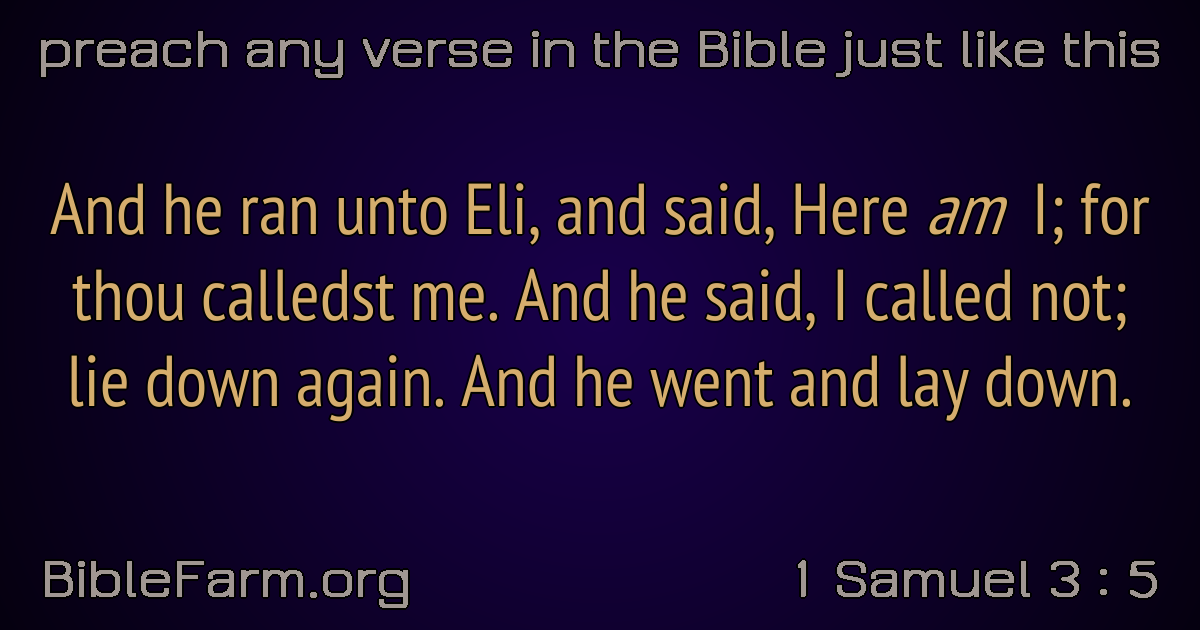 preach any verse in the Bible just like this
And he ran unto Eli, and said, Here am I; for
thou calledst me. And he said, I called not;
lie down again. And he went and lay down.
BibleFarm.org
1 Samuel 3 : 5